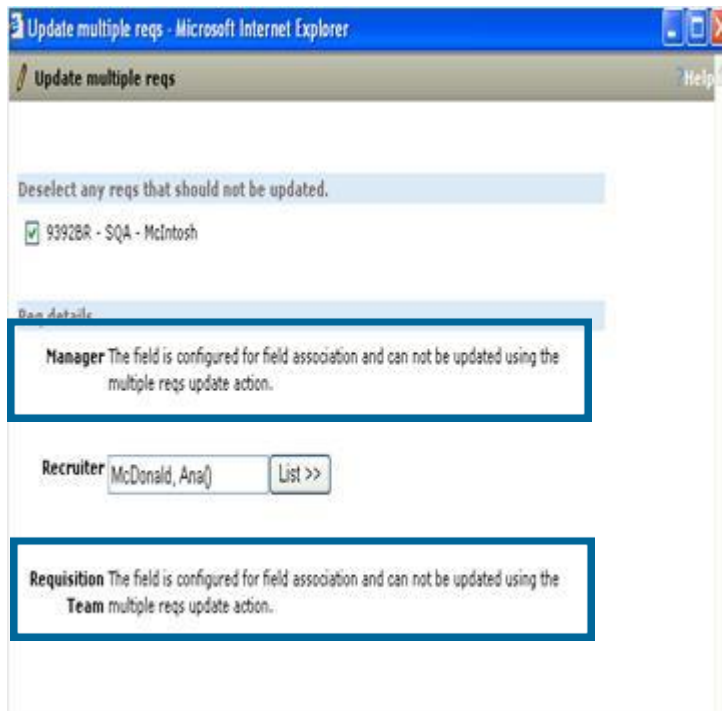 Update multiple reqs - Microsoft Internet Explorer
Update multiple reqs
?Help
Deselect any reqs that should not be updated.
9392BR - SQA - McIntosh
Req details
Manager The field is configured for field association and can not be updated using the
multiple reqs update action.
Recruiter McDonald, Ana() List >>
Requisition The field is configured for field association and can not be updated using the
Team multiple reqs update action.